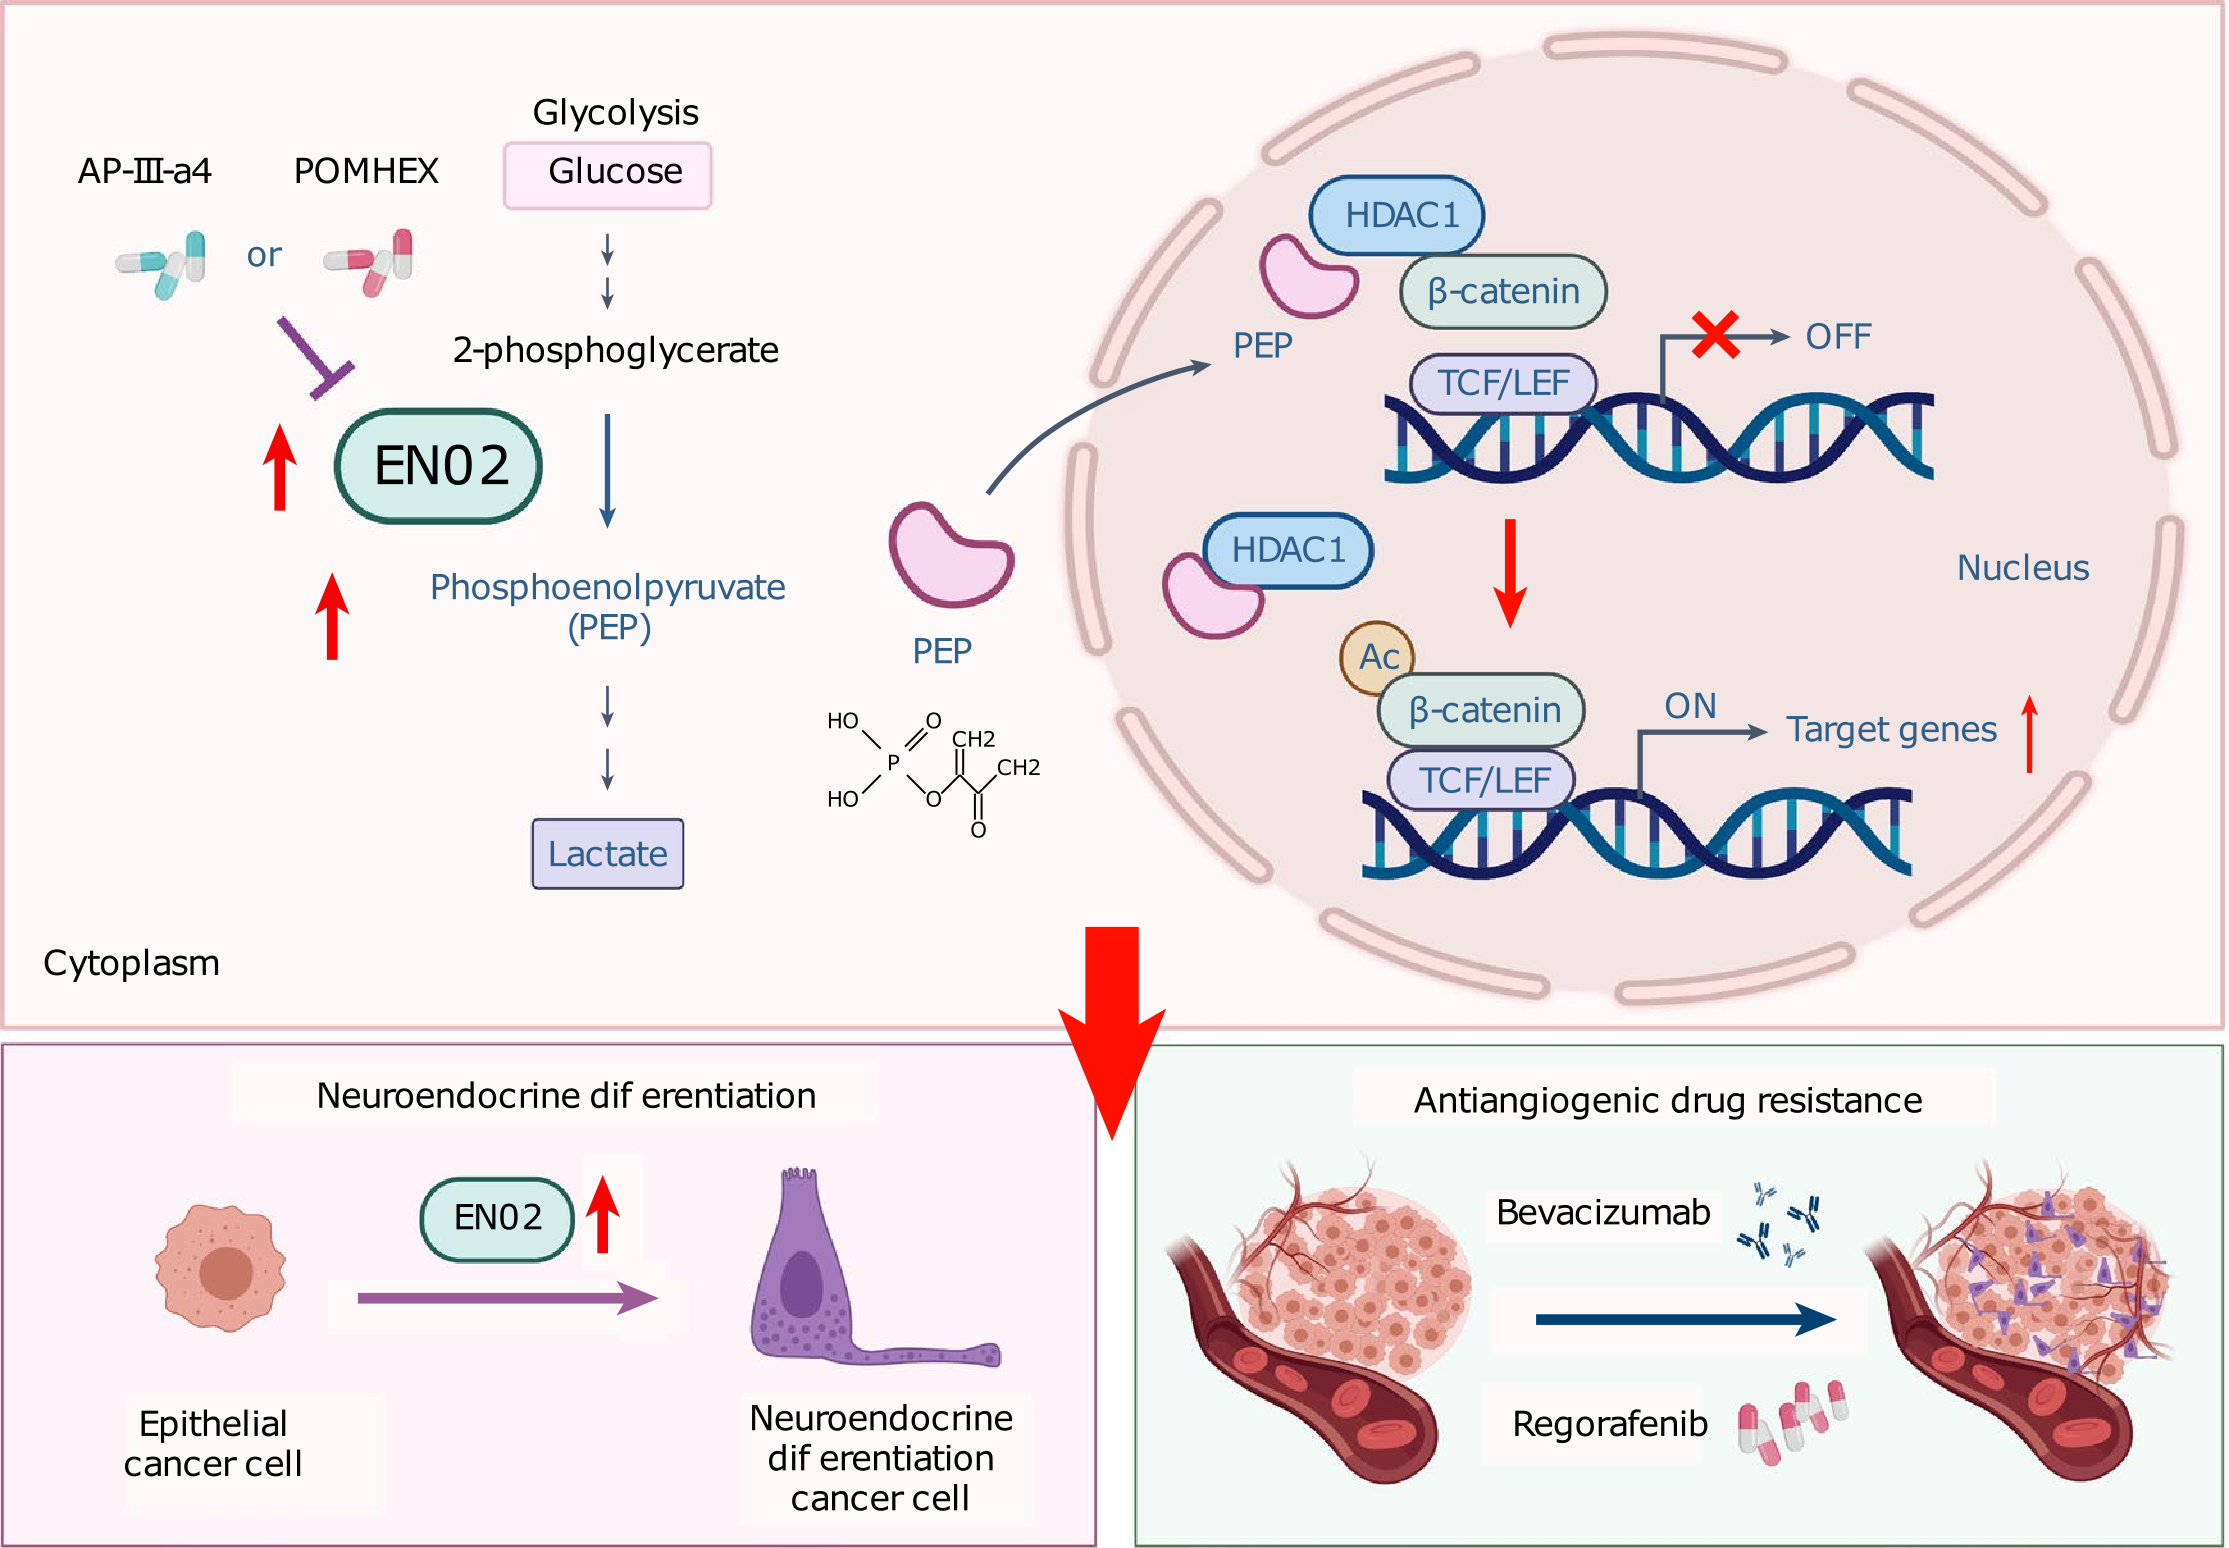 Glycolysis
AP-Ⅲ-a4
POMHEX
Glucose
or
2-phosphoglycerate
EN02
Phosphoenolpyruvate
(PEP)
Lactate
Cytoplasm
PEP
HO
O
CH2
P
CH2
HO
O
O
HDAC1
β-catenin
PEP
TCF/LEF
OFF
HDAC1
Nucleus
Ac
β-catenin
ON
Target genes
TCF/LEF
Neuroendocrine dif erentiation
EN02
Epithelial
cancer cell
Neuroendocrine
dif erentiation
cancer cell
Antiangiogenic drug resistance
Bevacizumab
Regorafenib